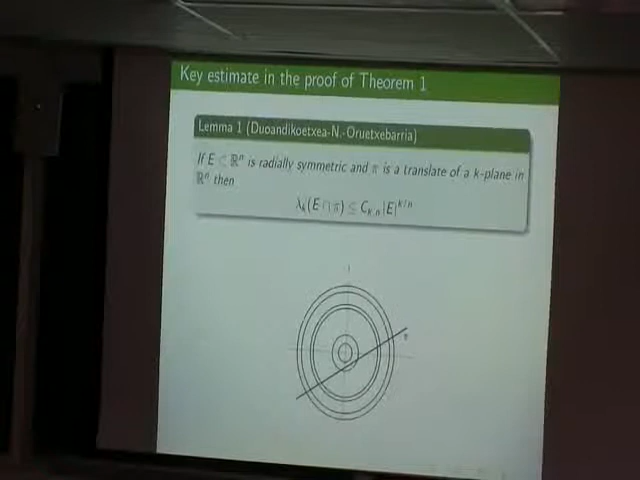 Key estimate in the proof of Theorem 1
Lemma 1 (Duoandikoetxea-N.-Oruetxebarria)
If E ⊂ ℝⁿ is radially symmetric and π is a translate of a k-plane in
ℝⁿ then
λₖ(E ∩ π) ≤ Cₖ,ₙ|E|^{k/n}